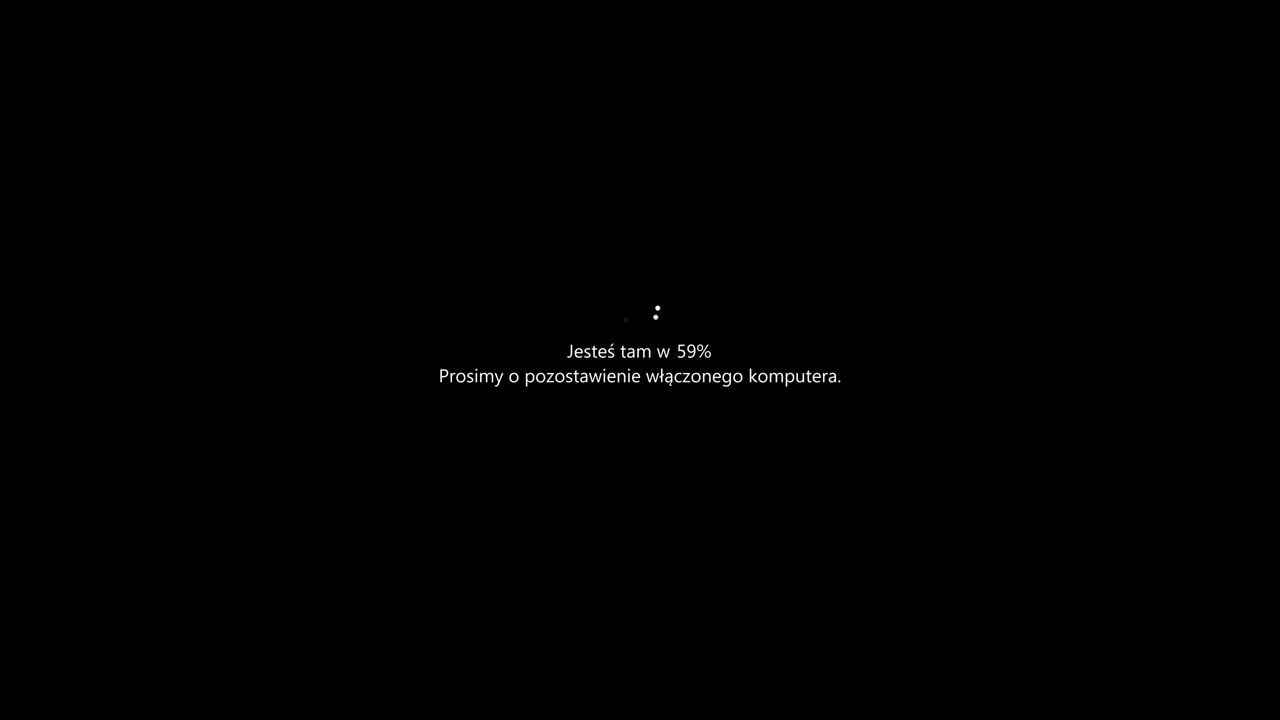 Jesteś tam w 59%
Prosimy o pozostawienie włączonego komputera.